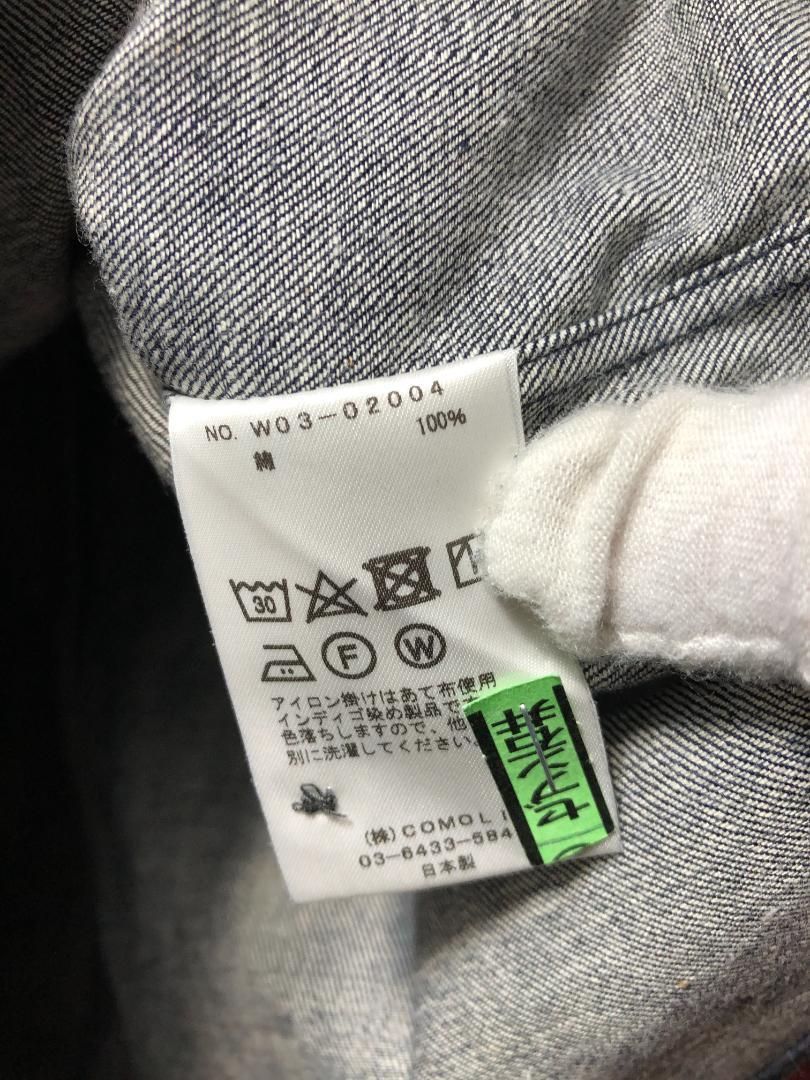 NO. W03-02004
綿 100%
30
F W
アイロン掛けはあて布使用
インディゴ染め製品で
色落ちしますので、他
別に洗濯してください。
(株)COMOLI
03-6433-584
日本製